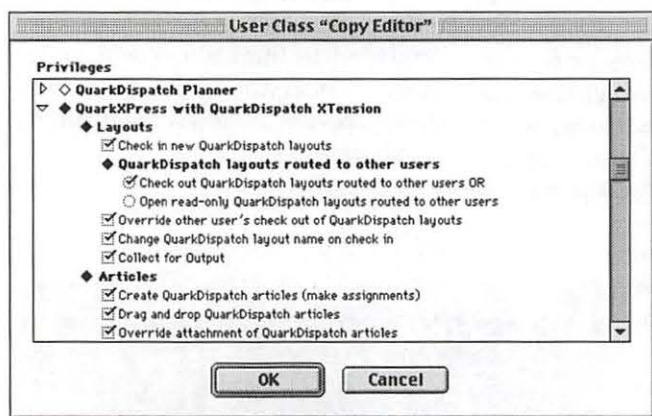 User Class “Copy Editor”
Privileges
QuarkDispatch Planner
QuarkXPress with QuarkDispatch XTension
Layouts
Check in new QuarkDispatch layouts
QuarkDispatch layouts routed to other users
Check out QuarkDispatch layouts routed to other users OR
Open read-only QuarkDispatch layouts routed to other users
Override other user's check out of QuarkDispatch layouts
Change QuarkDispatch layout name on check in
Collect for Output
Articles
Create QuarkDispatch articles (make assignments)
Drag and drop QuarkDispatch articles
Override attachment of QuarkDispatch articles
OK Cancel